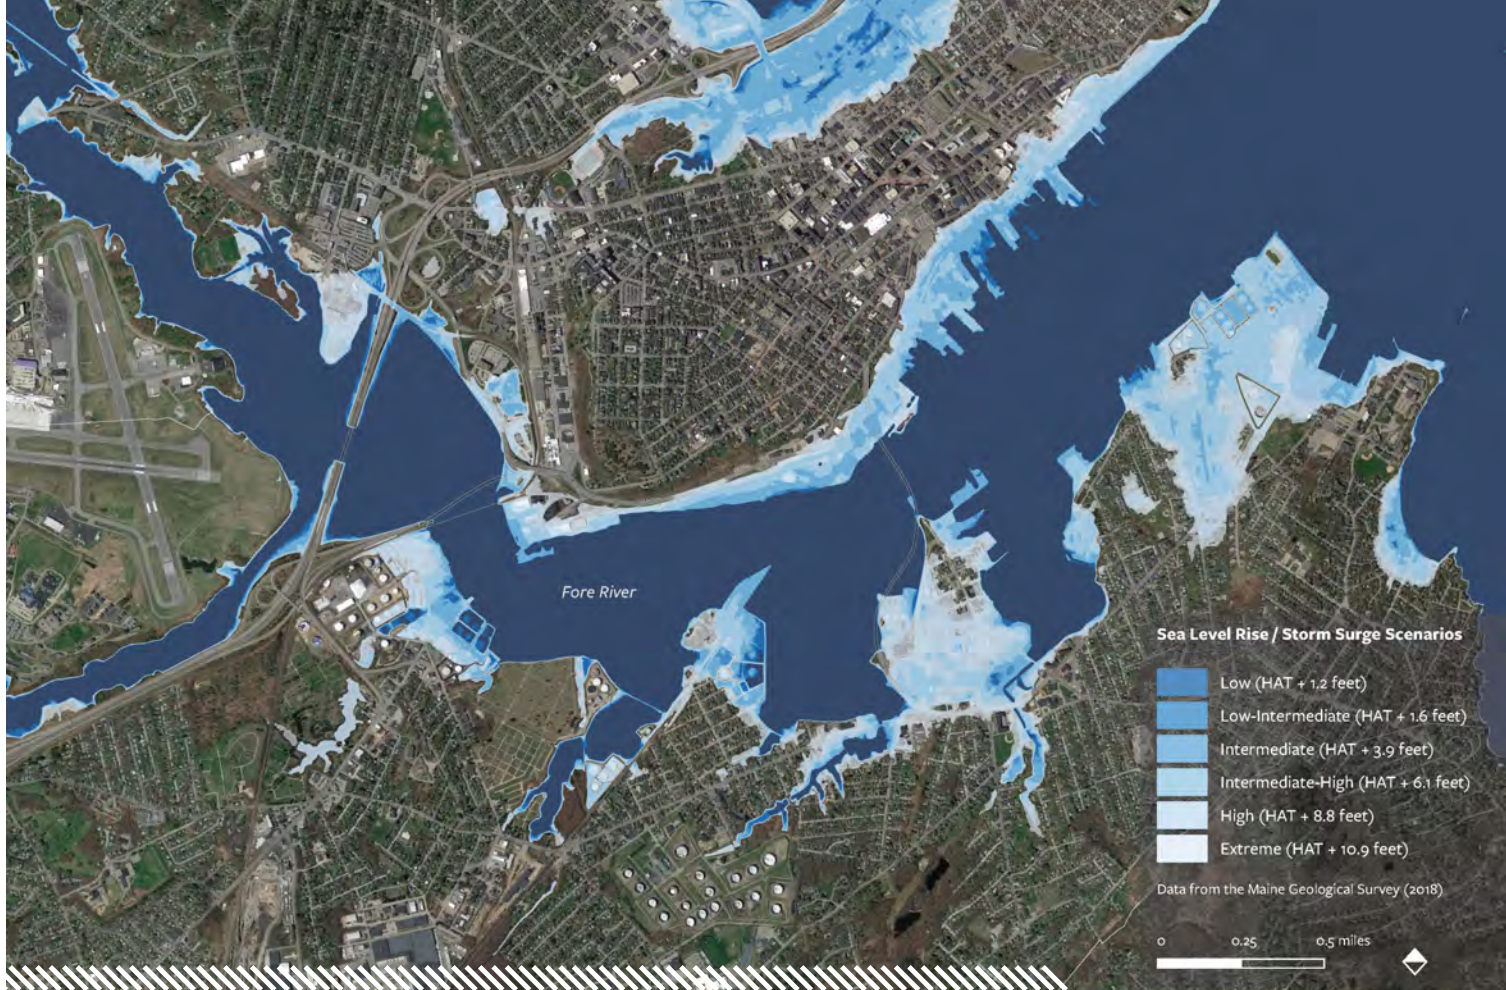 Fore River
Sea Level Rise / Storm Surge Scenarios
Low (HAT + 1.2 feet)
Low-Intermediate (HAT + 1.6 feet)
Intermediate (HAT + 3.9 feet)
Intermediate-High (HAT + 6.1 feet)
High (HAT + 8.8 feet)
Extreme (HAT + 10.9 feet)
Data from the Maine Geological Survey (2018)
0 0.25 0.5 miles